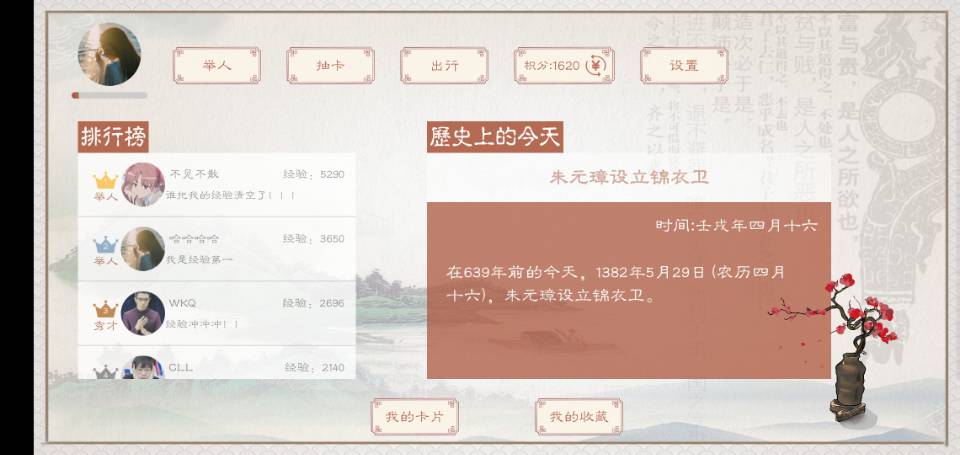 举人
抽卡
出行
积分:1620
设置
排行榜
不见不散
经验：5290
谁把我的经验清空了！！！
1
举人
哈哈哈哈
经验：3650
我是经验第一
2
举人
WKQ
经验：2696
经验冲冲冲！！
3
秀才
GLL
经验：2140
歷史上的今天
朱元璋设立锦衣卫
时间:壬戌年四月十六
在639年前的今天，1382年5月29日 (农历四月
十六)，朱元璋设立锦衣卫。
我的卡片
我的收藏
富与贵，是人之所欲也